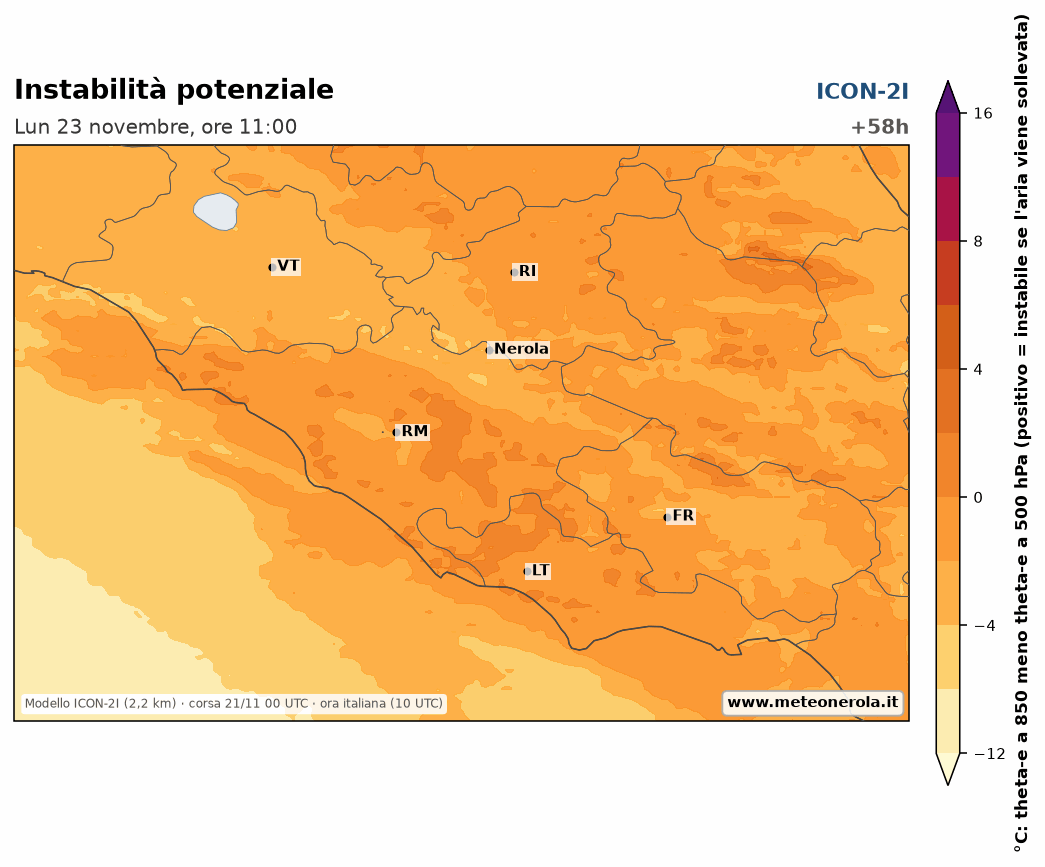 Instabilità potenziale
ICON-2I
Lun 23 novembre, ore 11:00
+58h
VT
RI
Nerola
RM
FR
LT
Modello ICON-2I (2,2 km) · corsa 21/11 00 UTC · ora italiana (10 UTC)
www.meteonerola.it
16
8
4
0
−4
−12
°C: theta-e a 850 meno theta-e a 500 hPa (positivo = instabile se l'aria viene sollevata)